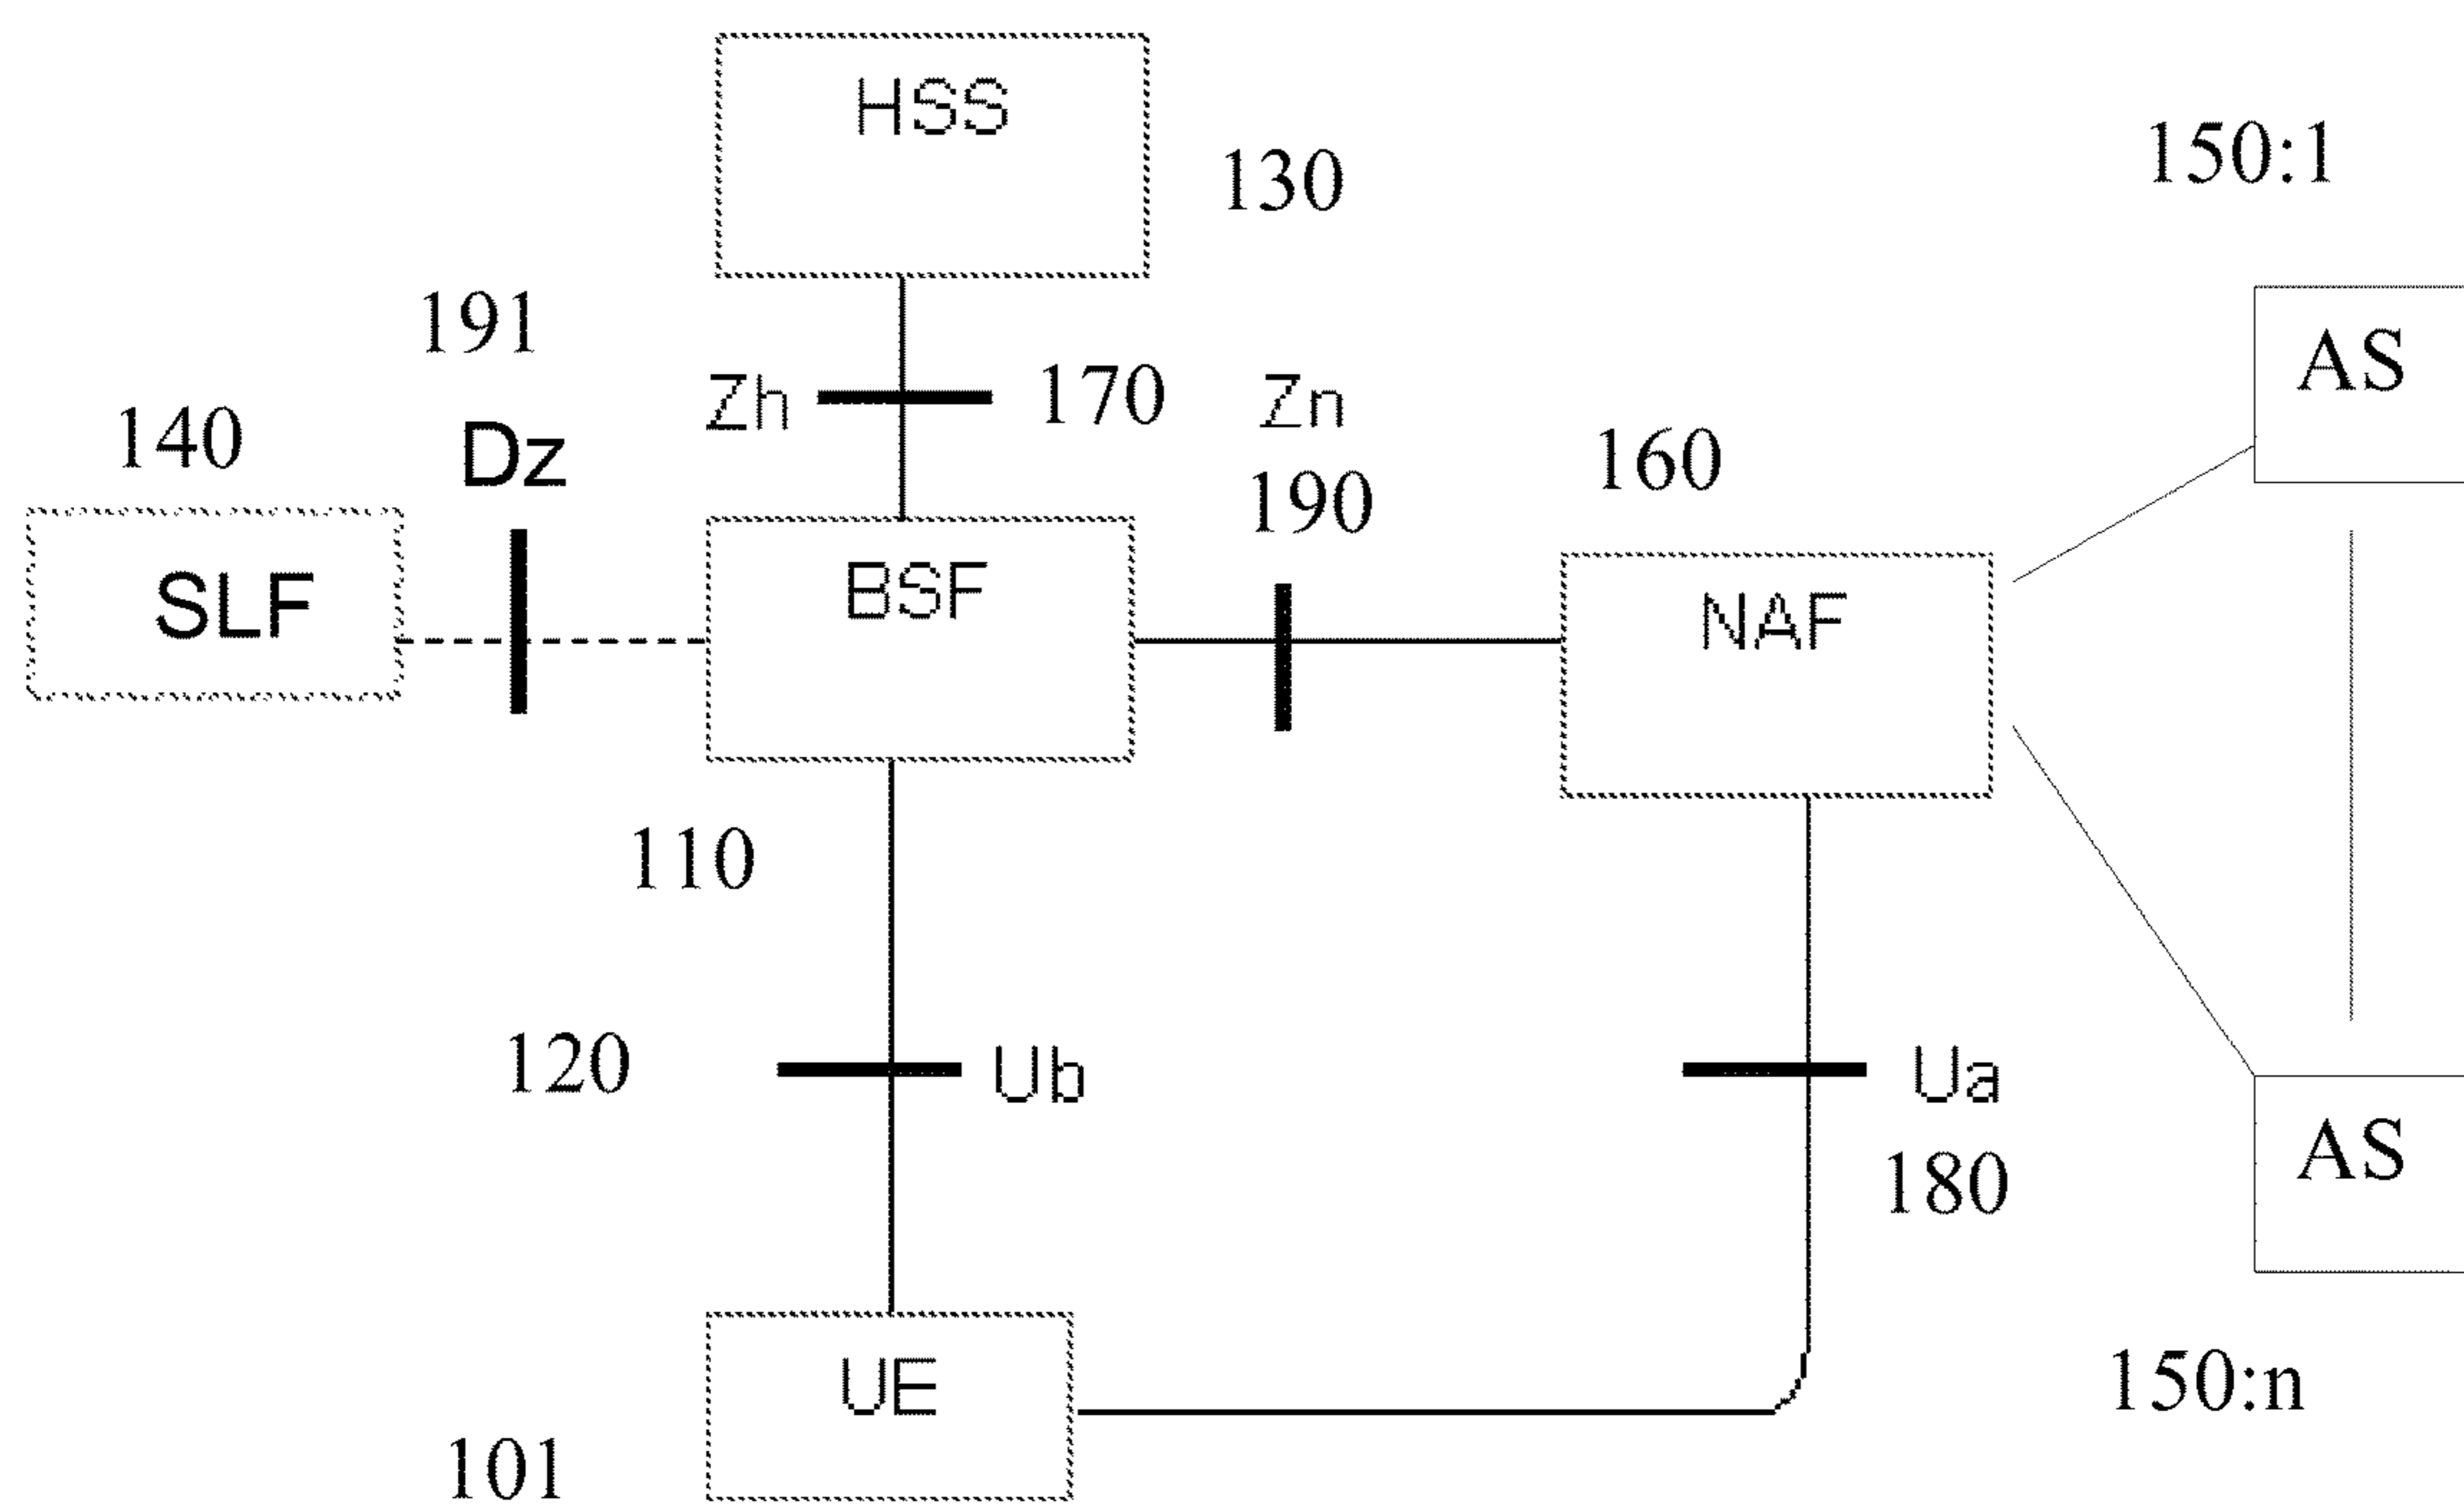 HSS
130
150:1
191
Zh
170
Zn
AS
140
Dz
190
160
SLF
BSF
NAF
110
120
Ub
Ua
AS
180
UE
150:n
101